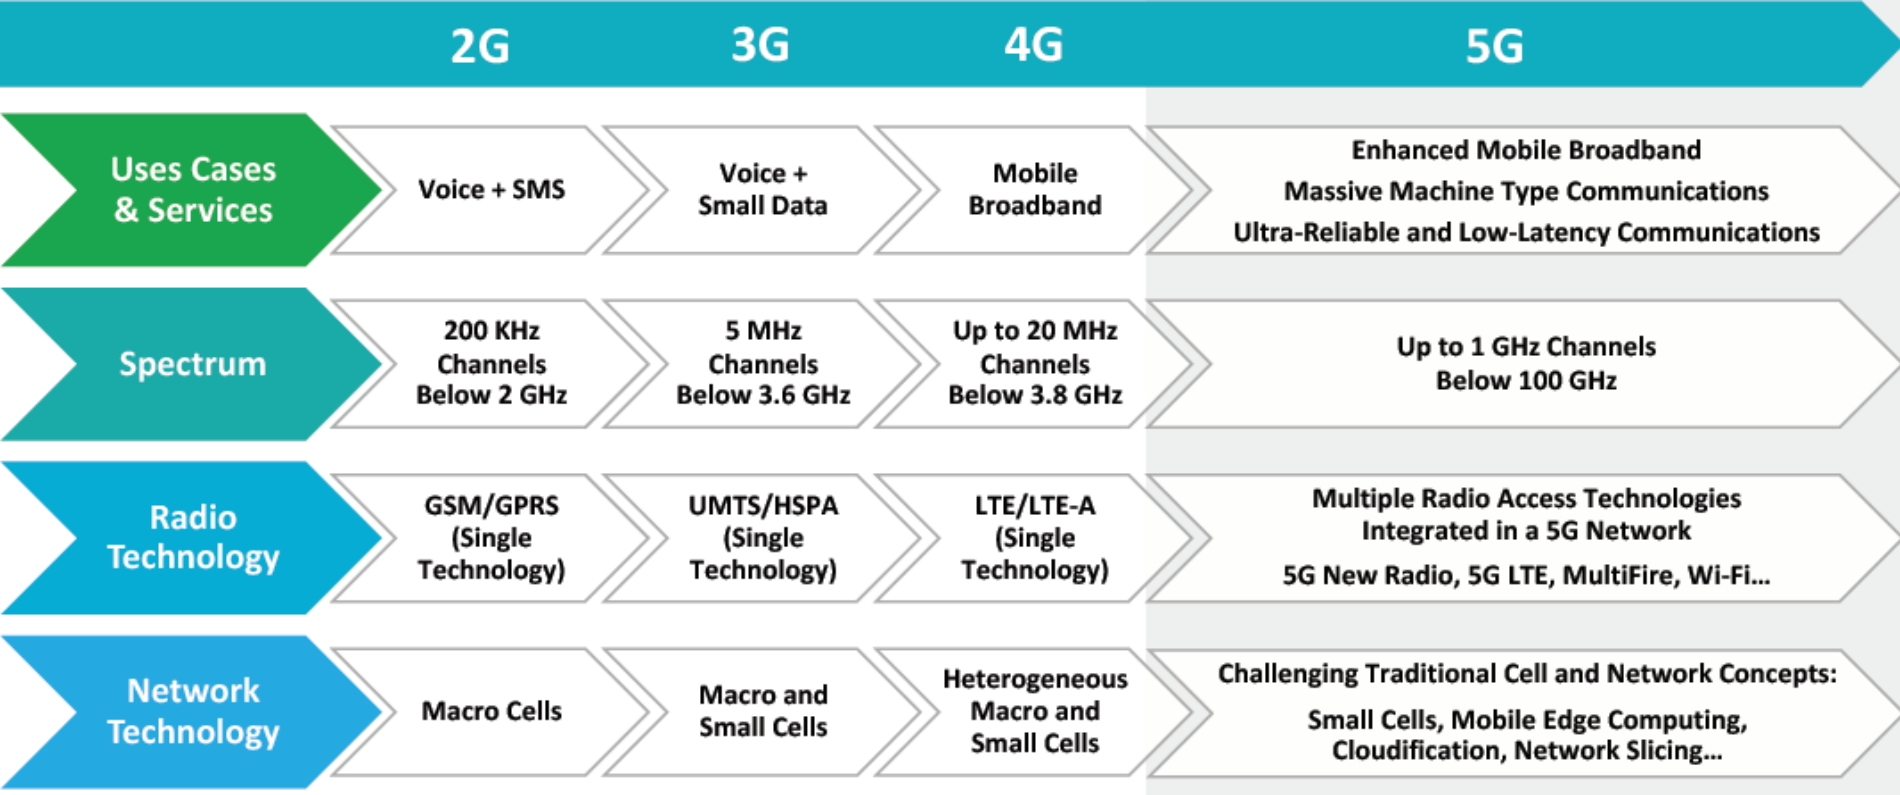 2G
3G
4G
5G
Uses Cases
& Services
Voice + SMS
Voice +
Small Data
Mobile
Broadband
Enhanced Mobile Broadband
Massive Machine Type Communications
Ultra-Reliable and Low-Latency Communications
Spectrum
200 KHz
Channels
Below 2 GHz
5 MHz
Channels
Below 3.6 GHz
Up to 20 MHz
Channels
Below 3.8 GHz
Up to 1 GHz Channels
Below 100 GHz
Radio
Technology
GSM/GPRS
(Single
Technology)
UMTS/HSPA
(Single
Technology)
LTE/LTE-A
(Single
Technology)
Multiple Radio Access Technologies
Integrated in a 5G Network
5G New Radio, 5G LTE, MultiFire, Wi-Fi...
Network
Technology
Macro Cells
Macro and
Small Cells
Heterogeneous
Macro and
Small Cells
Challenging Traditional Cell and Network Concepts:
Small Cells, Mobile Edge Computing,
Cloudification, Network Slicing...